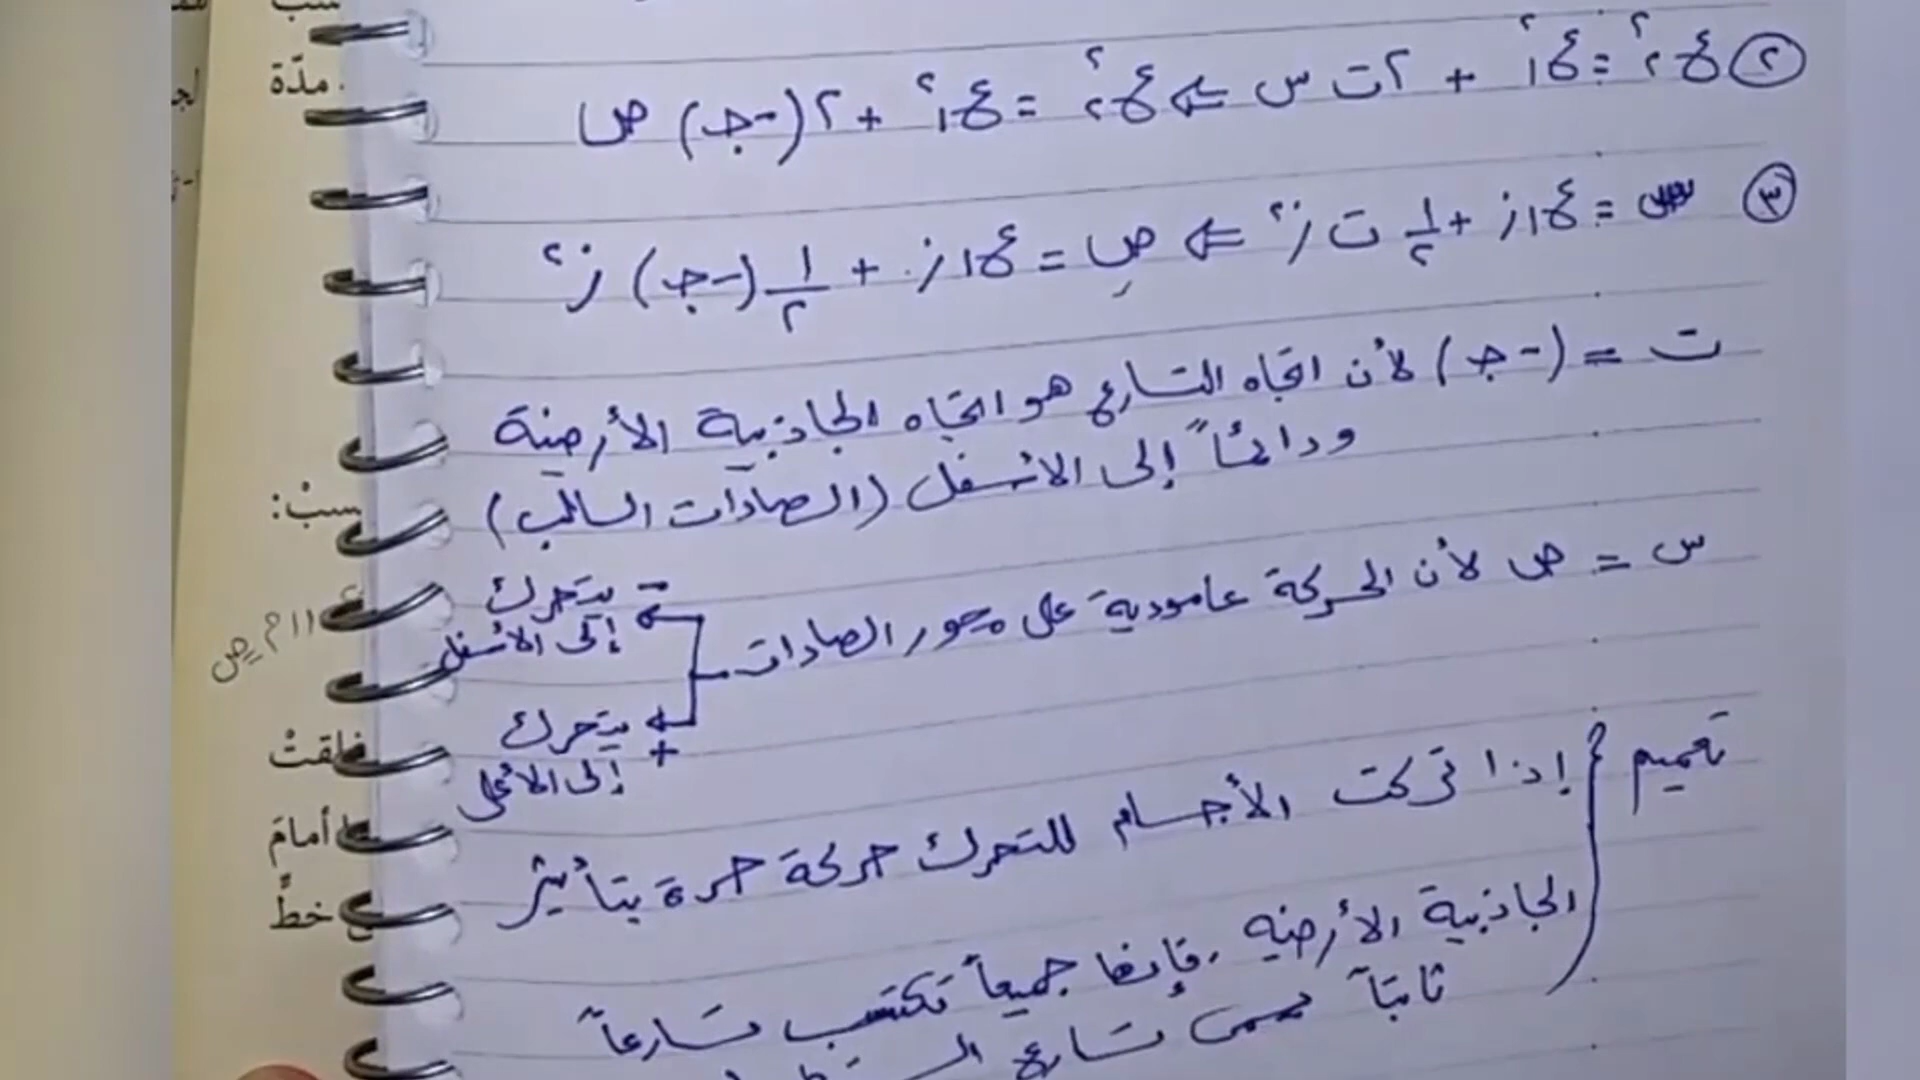 ② ع٢² = ع١² + ٢ت س ⇐ ع٢² = ع١² + ٢(-جـ) ص
③ س = ع١ز + ١/٢ ت ز² ⇐ ص = ع١ز + ١/٢ (-جـ) ز²
ت = (-جـ) لأن اتجاه التسارع هو اتجاه الجاذبية الأرضية
ودائماً إلى الأسفل (الصادات السالب)
س = ص لأن الحركة عامودية على محور الصادات
- يتحرك
إلى الأسفل
+ يتحرك
إلى الأعلى
تعميم } إذا تركت الأجسام للتحرك حركة حرة بتأثير
الجاذبية الأرضية، فإنها جميعاً تكتسب تسارعاً
ثابتاً يسمى تسارع
مدّة
سبْ:
أمامَ
خطَّ